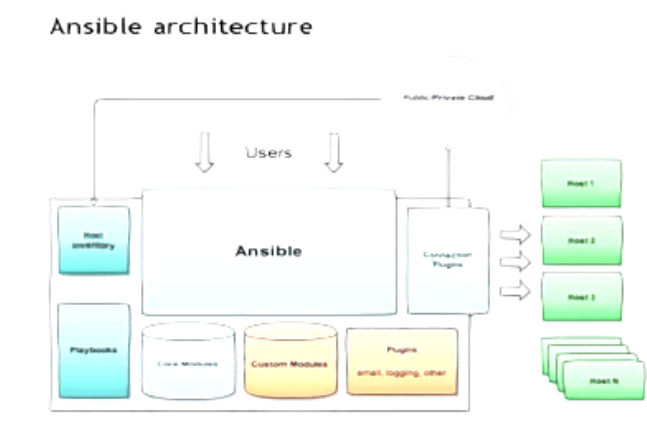 Ansible architecture
Public/Private Cloud
Users
Host
inventory
Ansible
Connection
Plugins
Host 1
Host 2
Host 3
Playbooks
Core Modules
Custom Modules
Plugins
email, logging, other
Host N